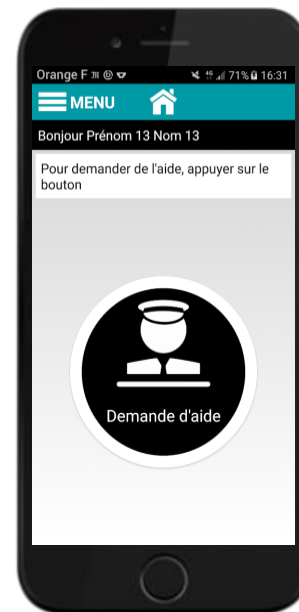 Orange F 71% 16:31
MENU
Bonjour Prénom 13 Nom 13
Pour demander de l'aide, appuyer sur le
bouton
Demande d'aide